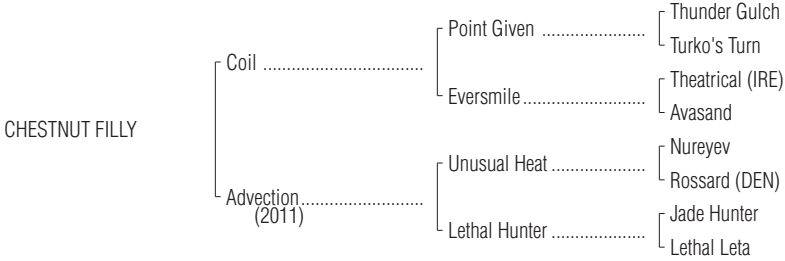 Thunder Gulch
Point Given ........................
Turko's Turn
Coil ....................................
Theatrical (IRE)
Eversmile ............................
Avasand
CHESTNUT FILLY
Nureyev
Unusual Heat .....................
Rossard (DEN)
Advection ...........................
(2011)
Jade Hunter
Lethal Hunter .....................
Lethal Leta